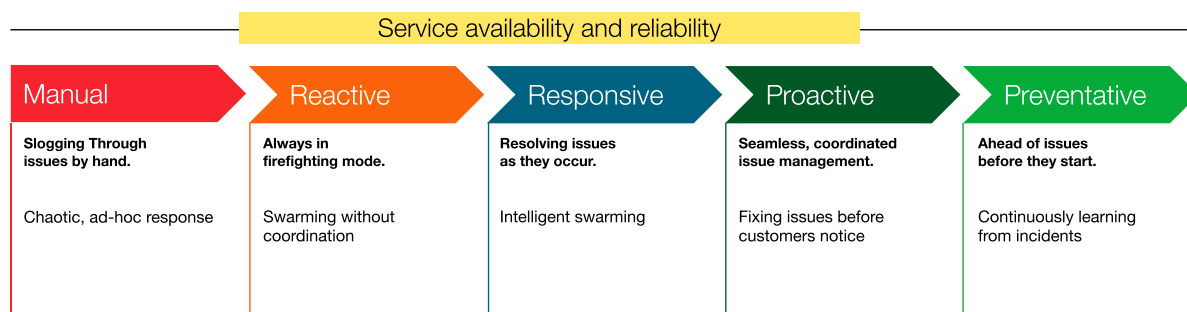 Service availability and reliability
Manual
Slogging Through
issues by hand.
Chaotic, ad-hoc response
Reactive
Always in
firefighting mode.
Swarming without
coordination
Responsive
Resolving issues
as they occur.
Intelligent swarming
Proactive
Seamless, coordinated
issue management.
Fixing issues before
customers notice
Preventative
Ahead of issues
before they start.
Continuously learning
from incidents